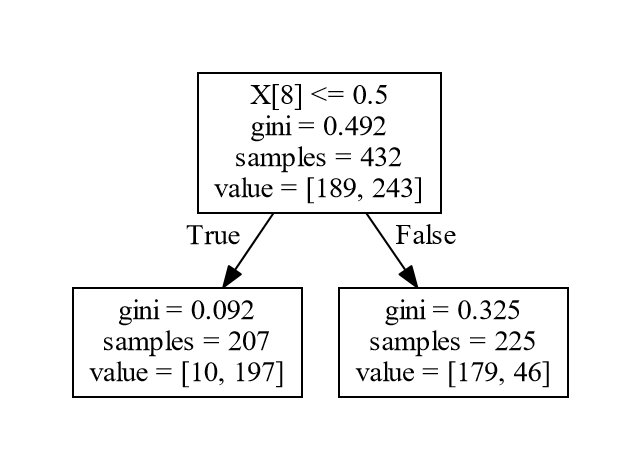 X[8] <= 0.5
gini = 0.492
samples = 432
value = [189, 243]
True
False
gini = 0.092
samples = 207
value = [10, 197]
gini = 0.325
samples = 225
value = [179, 46]